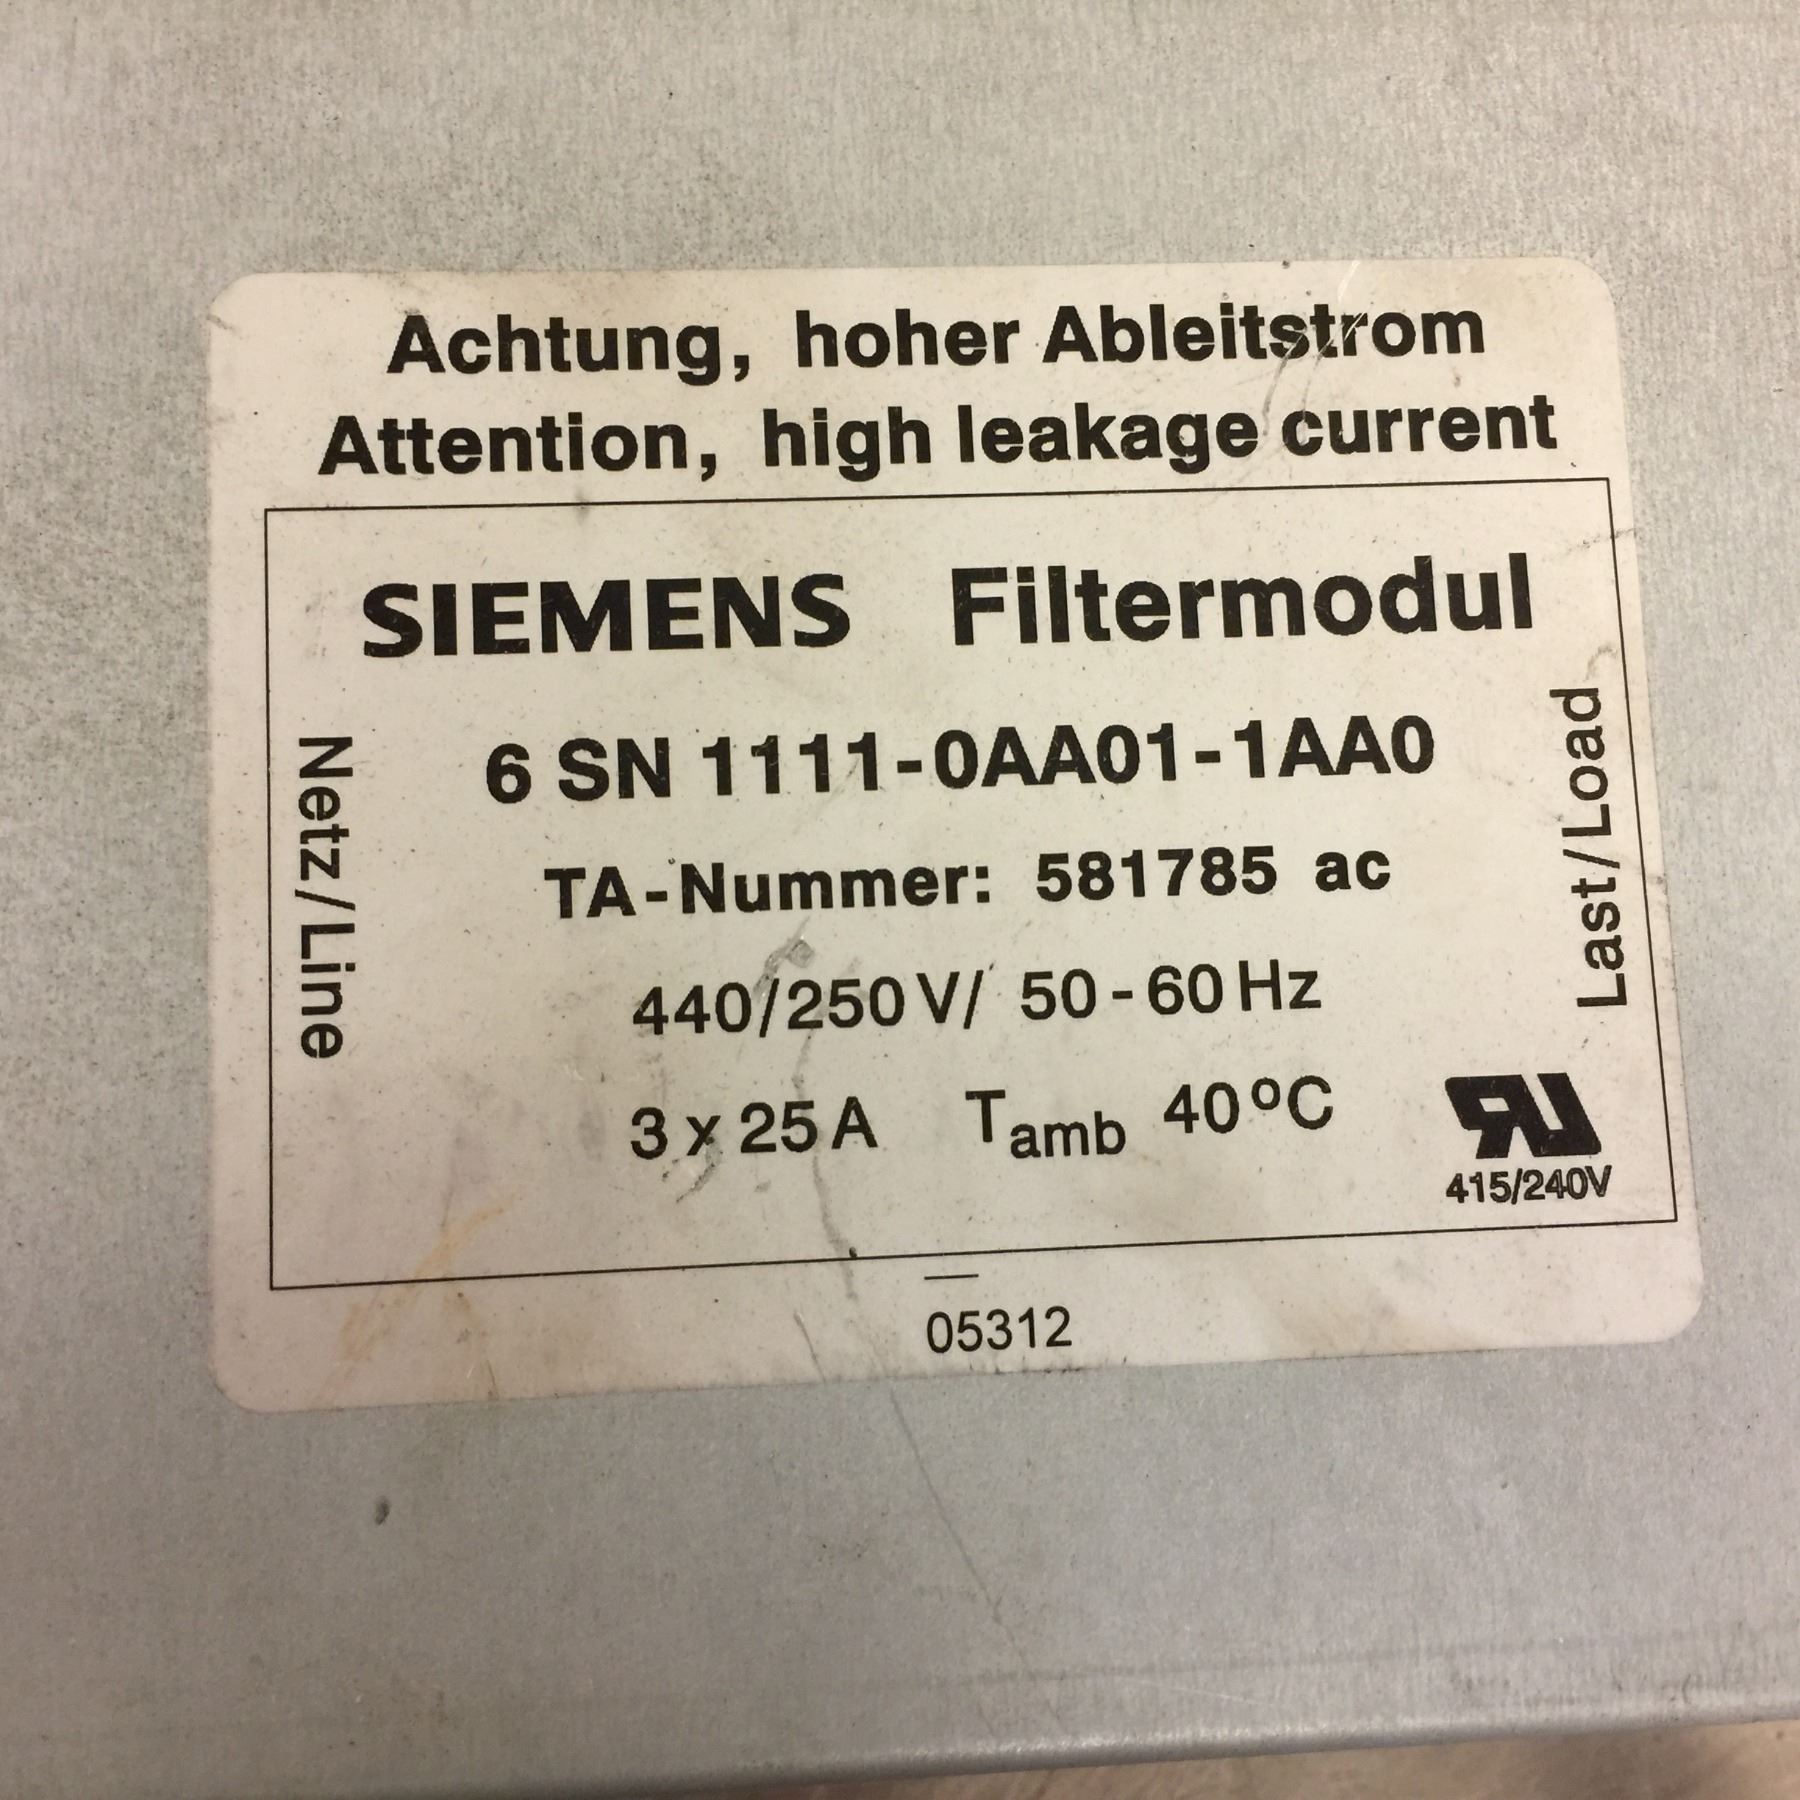 Achtung, hoher Ableitstrom
Attention, high leakage current
SIEMENS Filtermodul
6 SN 1111-0AA01-1AA0
TA-Nummer: 581785 ac
440/250 V/ 50 - 60 Hz
3 x 25 A Tamb 40 °C
Netz/Line
Last/Load
RU
415/240V
05312